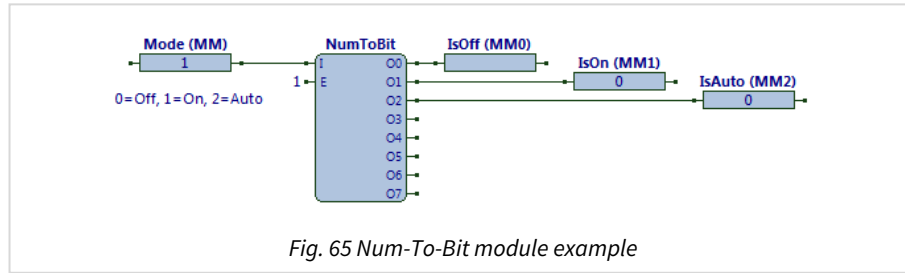 Mode (MM) NumToBit IsOff (MM0)
1 I O0 IsOn (MM1)
1 E O1 0 IsAuto (MM2)
0=Off, 1=On, 2=Auto O2 0
O3
O4
O5
O6
O7
Fig. 65 Num-To-Bit module example